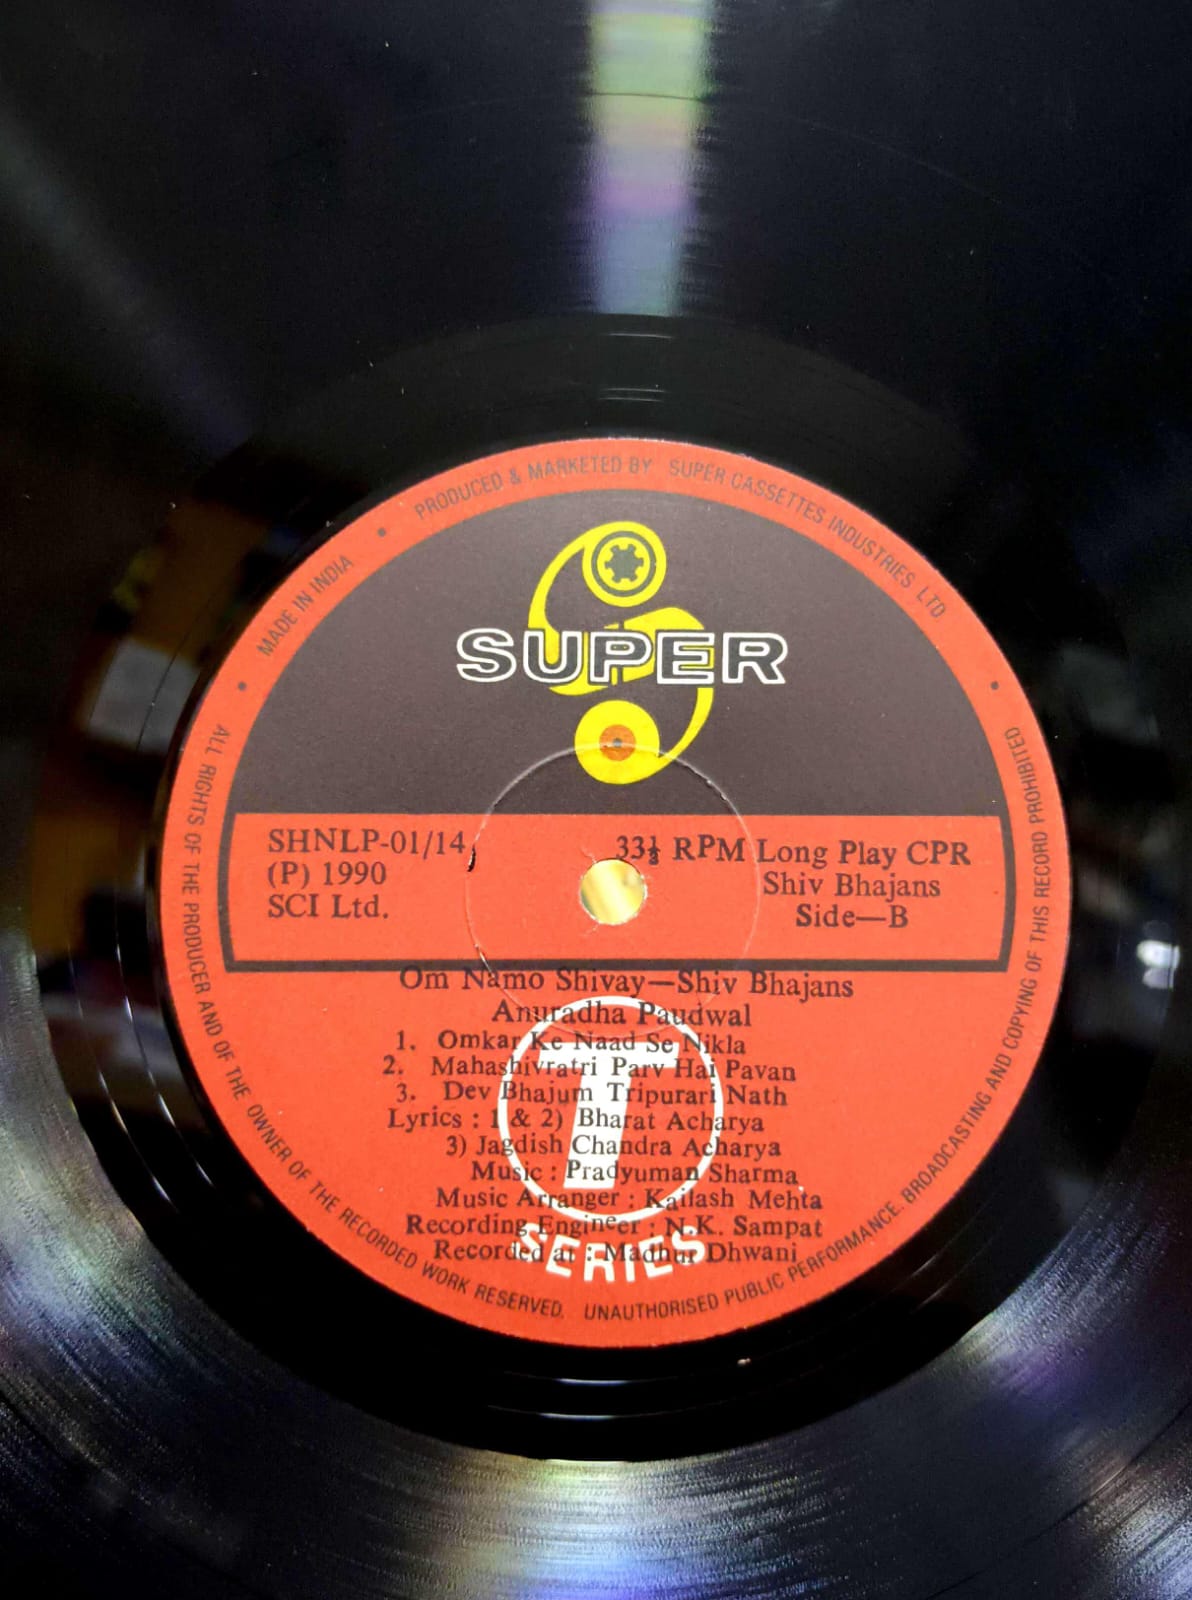 MADE IN INDIA • PRODUCED & MARKETED BY SUPER CASSETTES INDUSTRIES LTD •
SUPER
SHNLP-01/14
(P) 1990
SCI Ltd.
33⅓ RPM Long Play CPR
Shiv Bhajans
Side—B
Om Namo Shivay—Shiv Bhajans
Anuradha Paudwal
1. Omkar Ke Naad Se Nikla
2. Mahashivratri Parv Hai Pavan
3. Dev Bhajum Tripurari Nath
Lyrics : 1 & 2) Bharat Acharya
3) Jagdish Chandra Acharya
Music : Pradyuman Sharma
Music Arranger : Kailash Mehta
Recording Engineer : N.K. Sampat
Recorded at : Madhur Dhwani
T
SERIES
ALL RIGHTS OF THE PRODUCER AND OF THE OWNER OF THE RECORDED WORK RESERVED. UNAUTHORISED PUBLIC PERFORMANCE. BROADCASTING AND COPYING OF THIS RECORD PROHIBITED